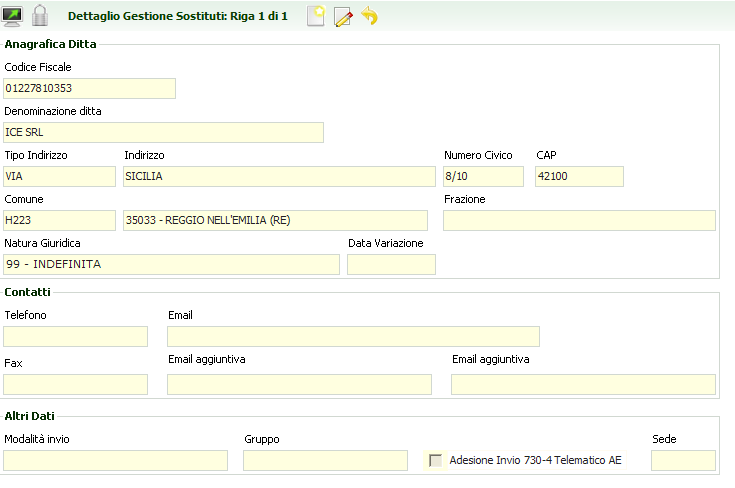 Dettaglio Gestione Sostituti: Riga 1 di 1
Anagrafica Ditta
Codice Fiscale
01227810353
Denominazione ditta
ICE SRL
Tipo Indirizzo Indirizzo Numero Civico CAP
VIA SICILIA 8/10 42100
Comune Frazione
H223 35033 - REGGIO NELL'EMILIA (RE)
Natura Giuridica Data Variazione
99 - INDEFINITA
Contatti
Telefono Email
Fax Email aggiuntiva Email aggiuntiva
Altri Dati
Modalità invio Gruppo Sede
Adesione Invio 730-4 Telematico AE